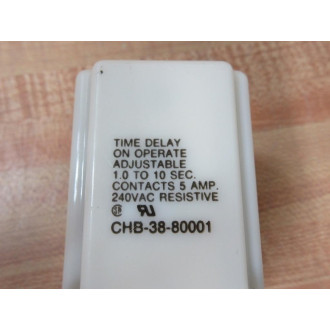 TIME DELAY
ON OPERATE
ADJUSTABLE
1.0 TO 10 SEC.
CONTACTS 5 AMP.
240VAC RESISTIVE
CHB-38-80001